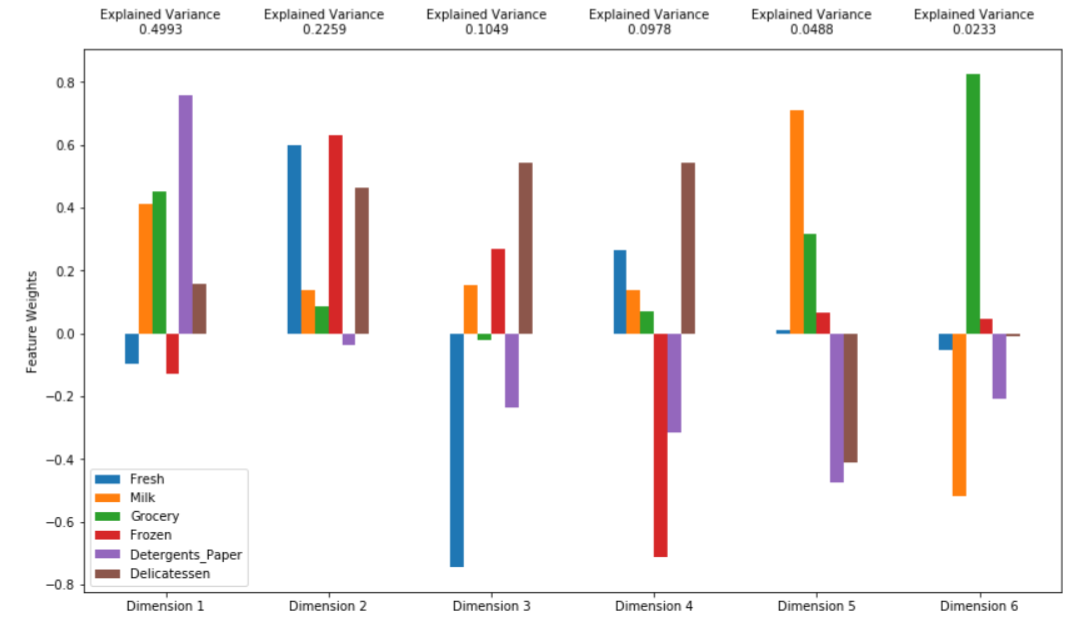 Explained Variance Explained Variance Explained Variance Explained Variance Explained Variance Explained Variance
0.4993 0.2259 0.1049 0.0978 0.0488 0.0233
Feature Weights
0.8
0.6
0.4
0.2
0.0
−0.2
−0.4
−0.6
−0.8
Fresh
Milk
Grocery
Frozen
Detergents_Paper
Delicatessen
Dimension 1 Dimension 2 Dimension 3 Dimension 4 Dimension 5 Dimension 6